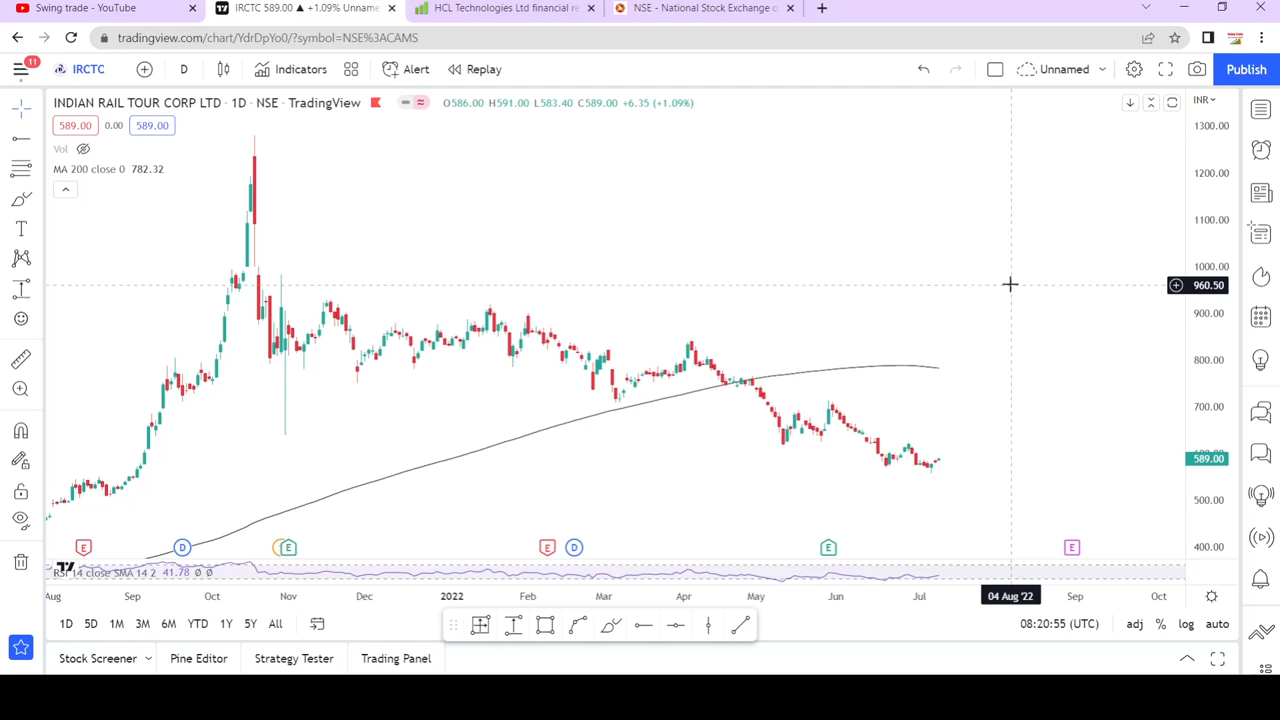 Swing trade - YouTube
IRCTC 589.00 ▲ +1.09% Unname
HCL Technologies Ltd financial re
NSE - National Stock Exchange o
tradingview.com/chart/YdrDpYo0/?symbol=NSE%3ACAMS
11
IRCTC
D
Indicators
Alert
Replay
Unnamed
Publish
INDIAN RAIL TOUR CORP LTD · 1D · NSE · TradingView
O586.00 H591.00 L583.40 C589.00 +6.35 (+1.09%)
INR
589.00
0.00
589.00
Vol
MA 200 close 0 782.32
1300.00
1200.00
1100.00
1000.00
960.50
900.00
800.00
700.00
589.00
500.00
400.00
E
D
E
E
D
E
E
RSI 14 close SMA 14 2 41.78 Ø Ø
Aug
Sep
Oct
Nov
Dec
2022
Feb
Mar
Apr
May
Jun
Jul
04 Aug '22
Sep
Oct
1D
5D
1M
3M
6M
YTD
1Y
5Y
All
08:20:55 (UTC)
adj
%
log
auto
Stock Screener
Pine Editor
Strategy Tester
Trading Panel